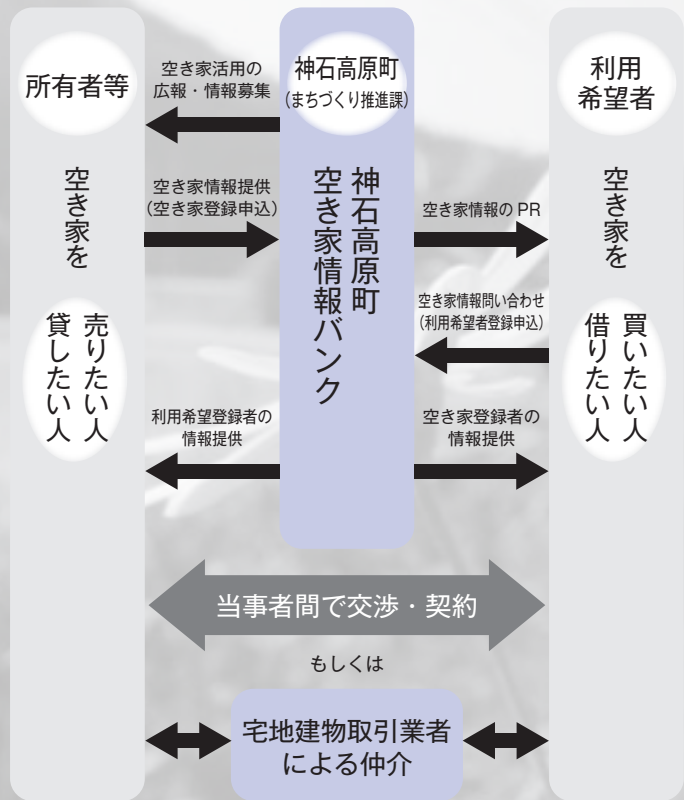 所有者等
空き家を
売りたい人
貸したい人
空き家活用の
広報・情報募集
空き家情報提供
(空き家登録申込)
利用希望登録者の
情報提供
神石高原町
(まちづくり推進課)
神石高原町
空き家情報バンク
空き家情報のPR
空き家情報問い合わせ
(利用希望者登録申込)
空き家登録者の
情報提供
利用
希望者
空き家を
買いたい人
借りたい人
当事者間で交渉・契約
もしくは
宅地建物取引業者
による仲介